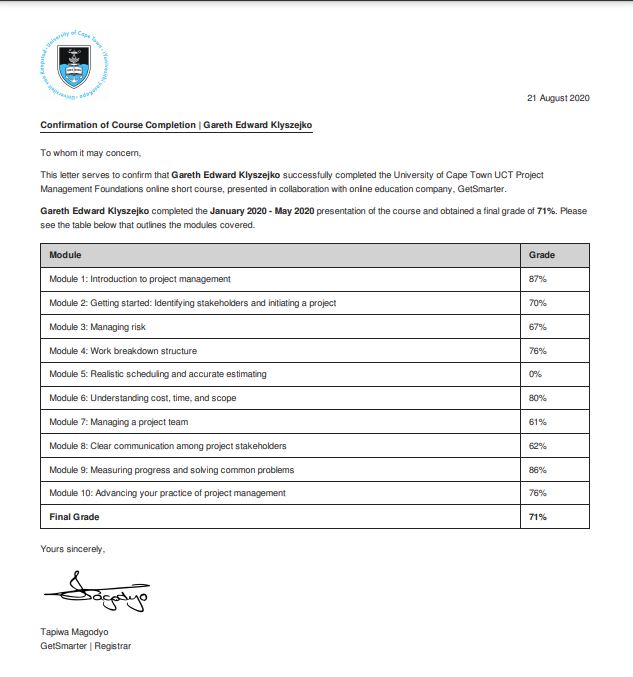 University of Cape Town
21 August 2020
Confirmation of Course Completion | Gareth Edward Klyszejko
To whom it may concern,
This letter serves to confirm that Gareth Edward Klyszejko successfully completed the University of Cape Town UCT Project
Management Foundations online short course, presented in collaboration with online education company, GetSmarter.
Gareth Edward Klyszejko completed the January 2020 - May 2020 presentation of the course and obtained a final grade of 71%. Please
see the table below that outlines the modules covered.
Module Grade
Module 1: Introduction to project management 87%
Module 2: Getting started: Identifying stakeholders and initiating a project 70%
Module 3: Managing risk 67%
Module 4: Work breakdown structure 76%
Module 5: Realistic scheduling and accurate estimating 0%
Module 6: Understanding cost, time, and scope 80%
Module 7: Managing a project team 61%
Module 8: Clear communication among project stakeholders 62%
Module 9: Measuring progress and solving common problems 86%
Module 10: Advancing your practice of project management 76%
Final Grade 71%
Yours sincerely,
Tapiwa Magodyo
GetSmarter | Registrar